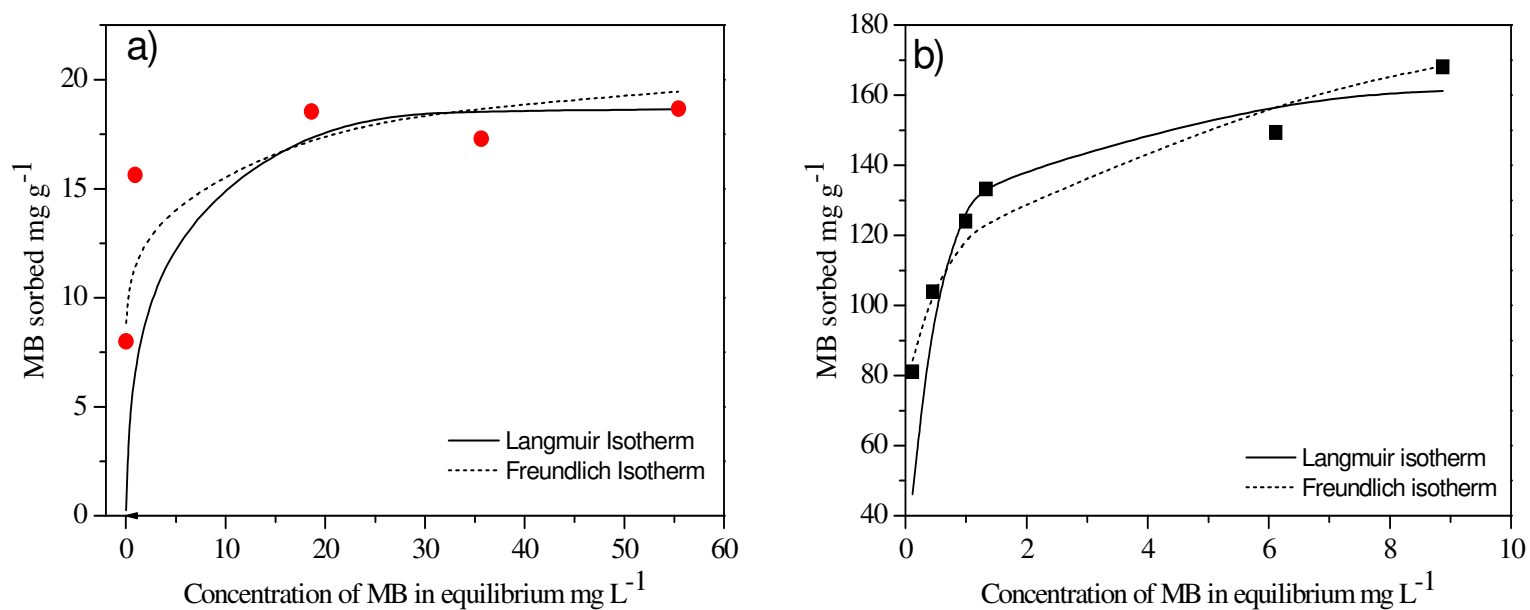 a)
20
15
10
5
0
MB sorbed mg g-1
Langmuir Isotherm
Freundlich Isotherm
0 10 20 30 40 50 60
Concentration of MB in equilibrium mg L-1
b)
180
160
140
120
100
80
60
40
MB sorbed mg g-1
Langmuir isotherm
Freundlich isotherm
0 2 4 6 8 10
Concentration of MB in equilibrium mg L-1